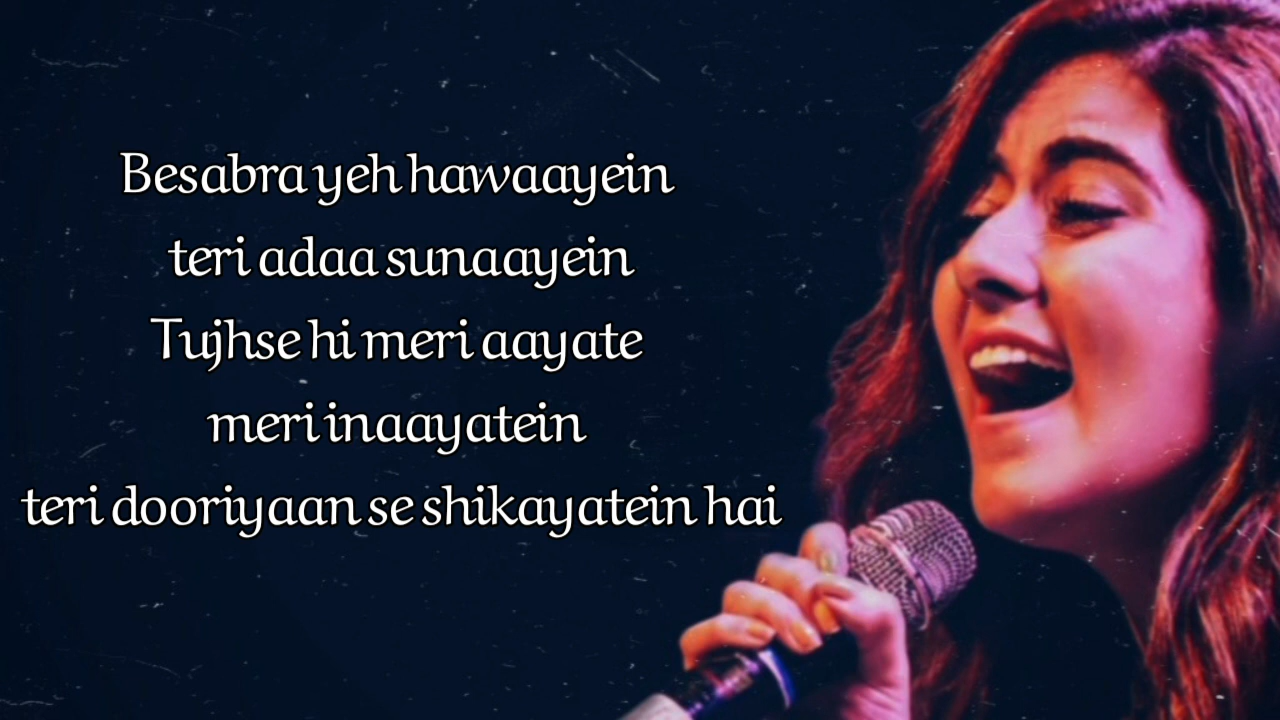 Besabra yeh hawaayein
teri adaa sunaayein
Tujhse hi meri aayate
meri inaayatein
teri dooriyaan se shikayatein hai